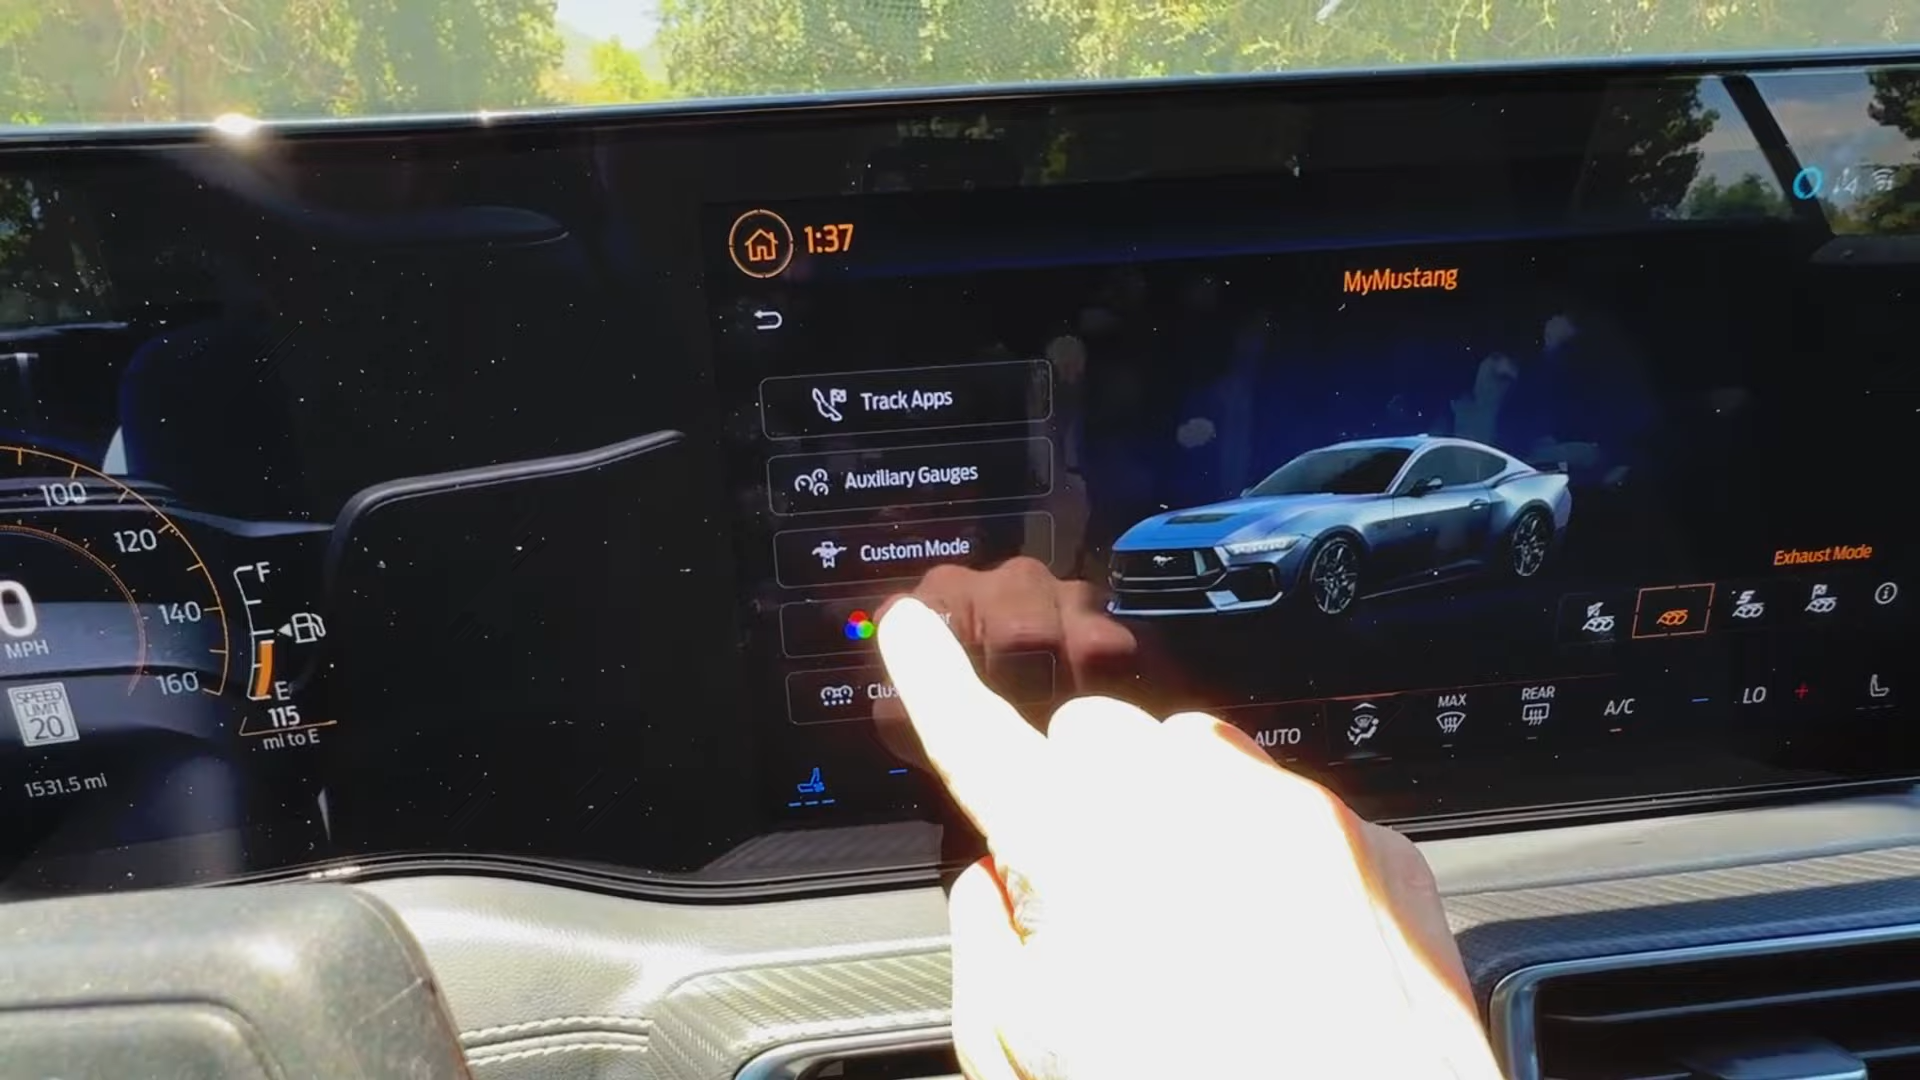 1:37
MyMustang
Track Apps
Auxiliary Gauges
Custom Mode
Exhaust Mode
100
120
140
160
0
MPH
F
E
115
mi to E
SPEED
LIMIT
20
1531.5 mi
AUTO
MAX
REAR
A/C
LO